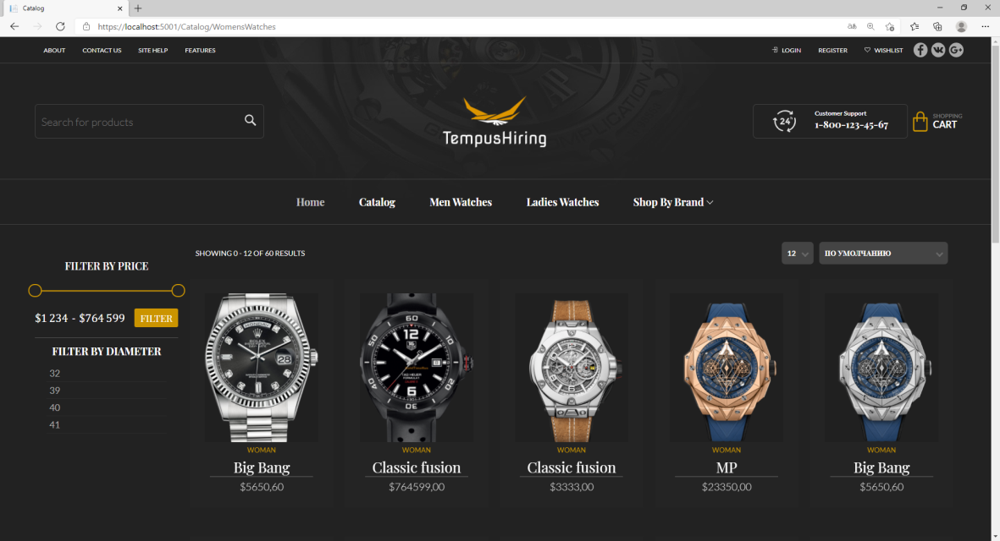 Catalog
https://localhost:5001/Catalog/WomensWatches
ABOUT CONTACT US SITE HELP FEATURES LOGIN REGISTER WISHLIST
Search for products
TempusHiring
24
Customer Support
1-800-123-45-67
SHOPPING
CART
Home Catalog Men Watches Ladies Watches Shop By Brand
SHOWING 0 - 12 OF 60 RESULTS 12 ПО УМОЛЧАНИЮ
FILTER BY PRICE
$1 234 - $764 599 FILTER
FILTER BY DIAMETER
32
39
40
41
WOMAN WOMAN WOMAN WOMAN WOMAN
Big Bang Classic fusion Classic fusion MP Big Bang
$5650,60 $764599,00 $3333,00 $23350,00 $5650,60